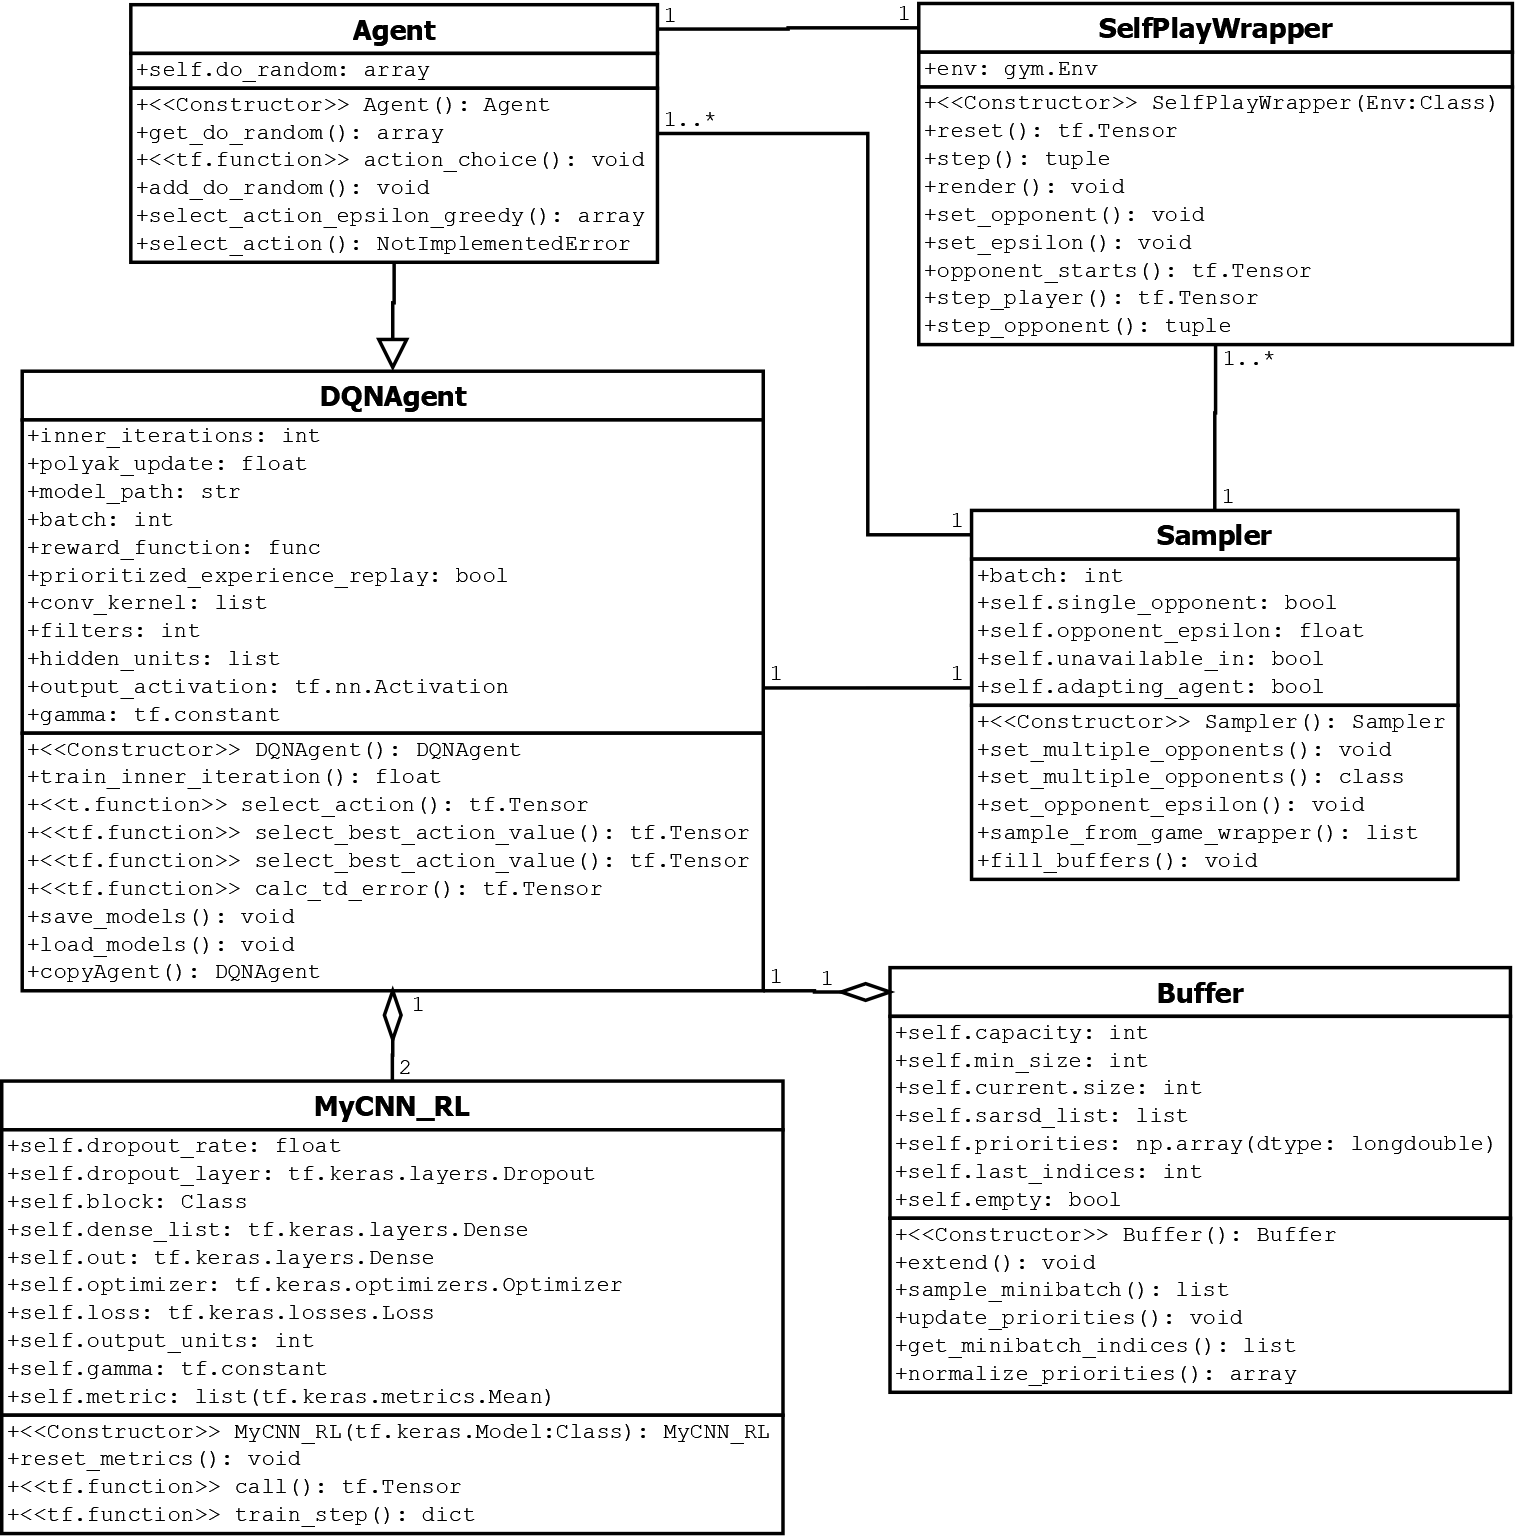 Agent
+self.do_random: array
+<<Constructor>> Agent(): Agent
+get_do_random(): array
+<<tf.function>> action_choice(): void
+add_do_random(): void
+select_action_epsilon_greedy(): array
+select_action(): NotImplementedError
1
1
1..*
SelfPlayWrapper
+env: gym.Env
+<<Constructor>> SelfPlayWrapper(Env:Class)
+reset(): tf.Tensor
+step(): tuple
+render(): void
+set_opponent(): void
+set_epsilon(): void
+opponent_starts(): tf.Tensor
+step_player(): tf.Tensor
+step_opponent(): tuple
1..*
1
DQNAgent
+inner_iterations: int
+polyak_update: float
+model_path: str
+batch: int
+reward_function: func
+prioritized_experience_replay: bool
+conv_kernel: list
+filters: int
+hidden_units: list
+output_activation: tf.nn.Activation
+gamma: tf.constant
+<<Constructor>> DQNAgent(): DQNAgent
+train_inner_iteration(): float
+<<t.function>> select_action(): tf.Tensor
+<<tf.function>> select_best_action_value(): tf.Tensor
+<<tf.function>> select_best_action_value(): tf.Tensor
+<<tf.function>> calc_td_error(): tf.Tensor
+save_models(): void
+load_models(): void
+copyAgent(): DQNAgent
1
1
1
Sampler
+batch: int
+self.single_opponent: bool
+self.opponent_epsilon: float
+self.unavailable_in: bool
+self.adapting_agent: bool
+<<Constructor>> Sampler(): Sampler
+set_multiple_opponents(): void
+set_multiple_opponents(): class
+set_opponent_epsilon(): void
+sample_from_game_wrapper(): list
+fill_buffers(): void
1
1
1
2
Buffer
+self.capacity: int
+self.min_size: int
+self.current.size: int
+self.sarsd_list: list
+self.priorities: np.array(dtype: longdouble)
+self.last_indices: int
+self.empty: bool
+<<Constructor>> Buffer(): Buffer
+extend(): void
+sample_minibatch(): list
+update_priorities(): void
+get_minibatch_indices(): list
+normalize_priorities(): array
MyCNN_RL
+self.dropout_rate: float
+self.dropout_layer: tf.keras.layers.Dropout
+self.block: Class
+self.dense_list: tf.keras.layers.Dense
+self.out: tf.keras.layers.Dense
+self.optimizer: tf.keras.optimizers.Optimizer
+self.loss: tf.keras.losses.Loss
+self.output_units: int
+self.gamma: tf.constant
+self.metric: list(tf.keras.metrics.Mean)
+<<Constructor>> MyCNN_RL(tf.keras.Model:Class): MyCNN_RL
+reset_metrics(): void
+<<tf.function>> call(): tf.Tensor
+<<tf.function>> train_step(): dict